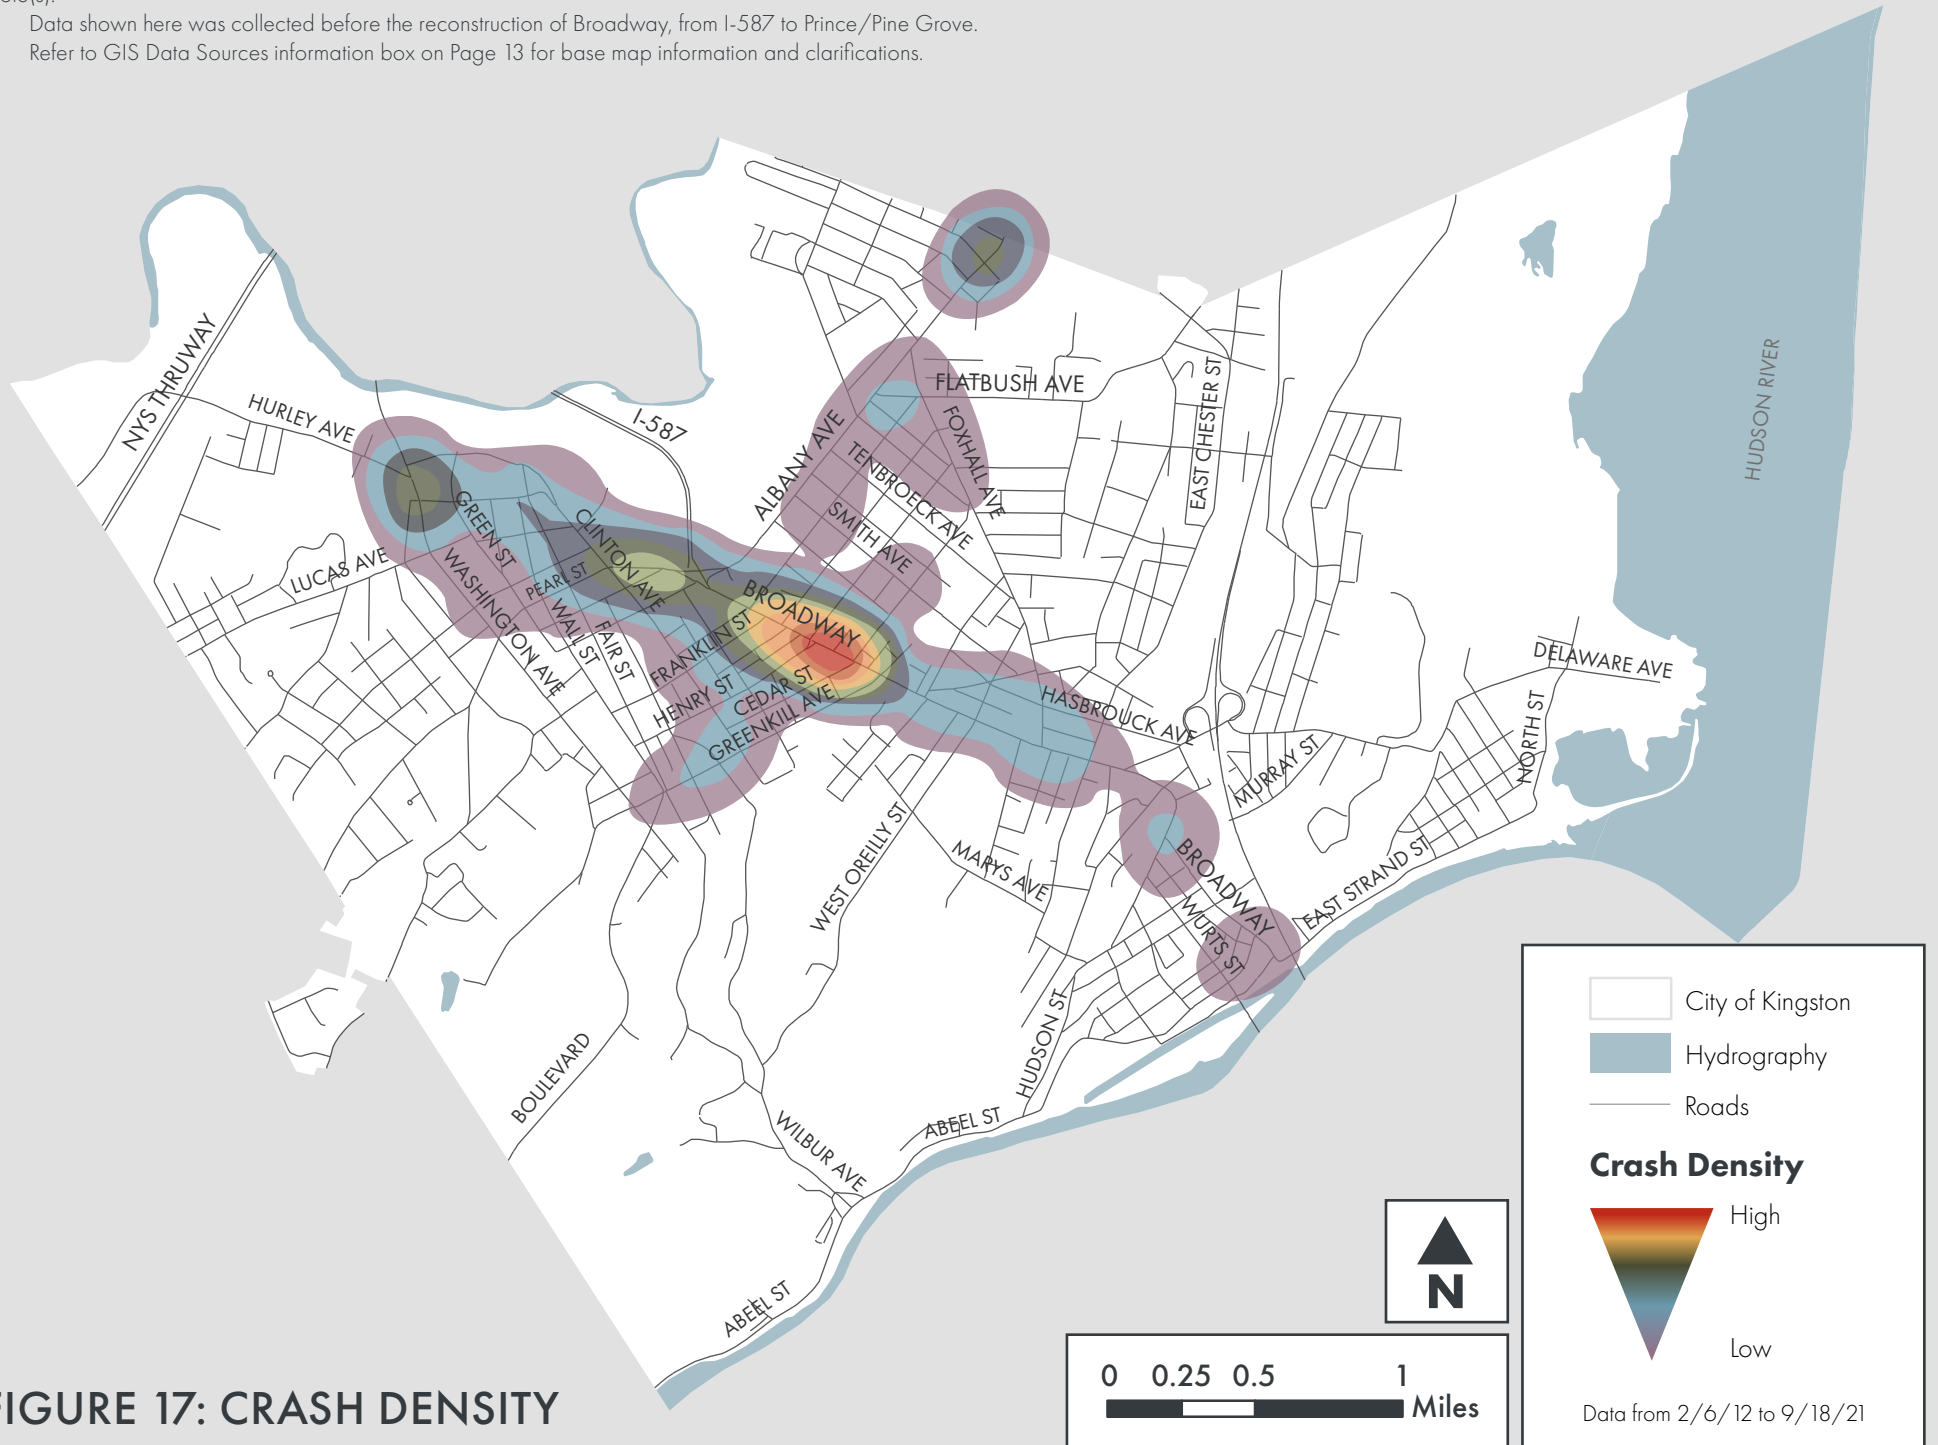 Data shown here was collected before the reconstruction of Broadway, from I-587 to Prince/Pine Grove.
Refer to GIS Data Sources information box on Page 13 for base map information and clarifications.
NYS THRUWAY
HURLEY AVE
I-587
FLATBUSH AVE
EAST CHESTER ST
HUDSON RIVER
ALBANY AVE
FOXHALL AVE
TENBROECK AVE
SMITH AVE
GREEN ST
CLINTON AVE
LUCAS AVE
WASHINGTON AVE
PEARL ST
WALL ST
FAIR ST
BROADWAY
FRANKLIN ST
HENRY ST
CEDAR ST
GREENKILL AVE
HASBROUCK AVE
DELAWARE AVE
NORTH ST
MURRAY ST
WEST OREILLY ST
MARYS AVE
BROADWAY
EAST STRAND ST
WURTS ST
HUDSON ST
BOULEVARD
ABEEL ST
WILBUR AVE
ABEEL ST
City of Kingston
Hydrography
Roads
Crash Density
High
Low
Data from 2/6/12 to 9/18/21
N
0 0.25 0.5 1
Miles
FIGURE 17: CRASH DENSITY